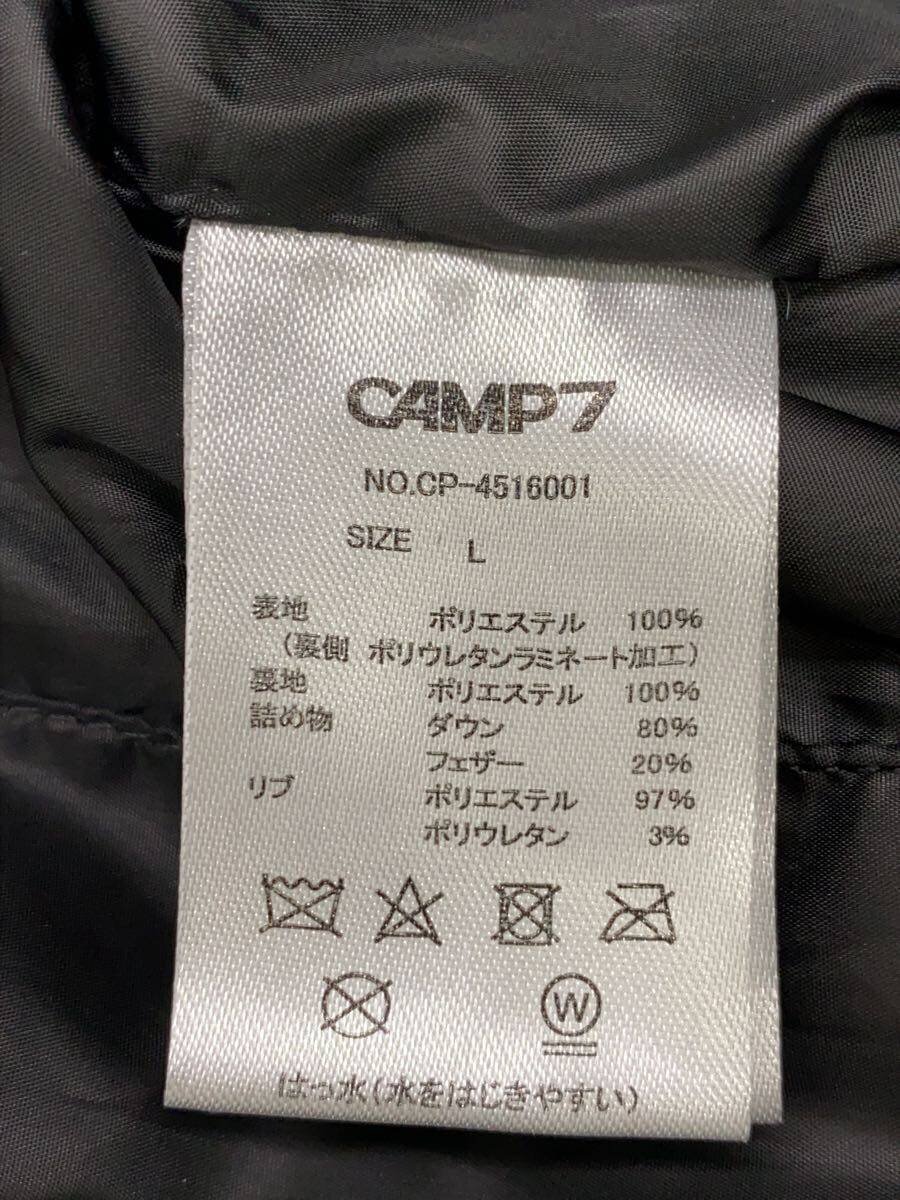 CAMP7
NO.CP-4516001
SIZE L
表地 ポリエステル 100%
(裏側 ポリウレタンラミネート加工)
裏地 ポリエステル 100%
詰め物 ダウン 80%
フェザー 20%
リブ ポリエステル 97%
ポリウレタン 3%
W
はっ水(水をはじきやすい)